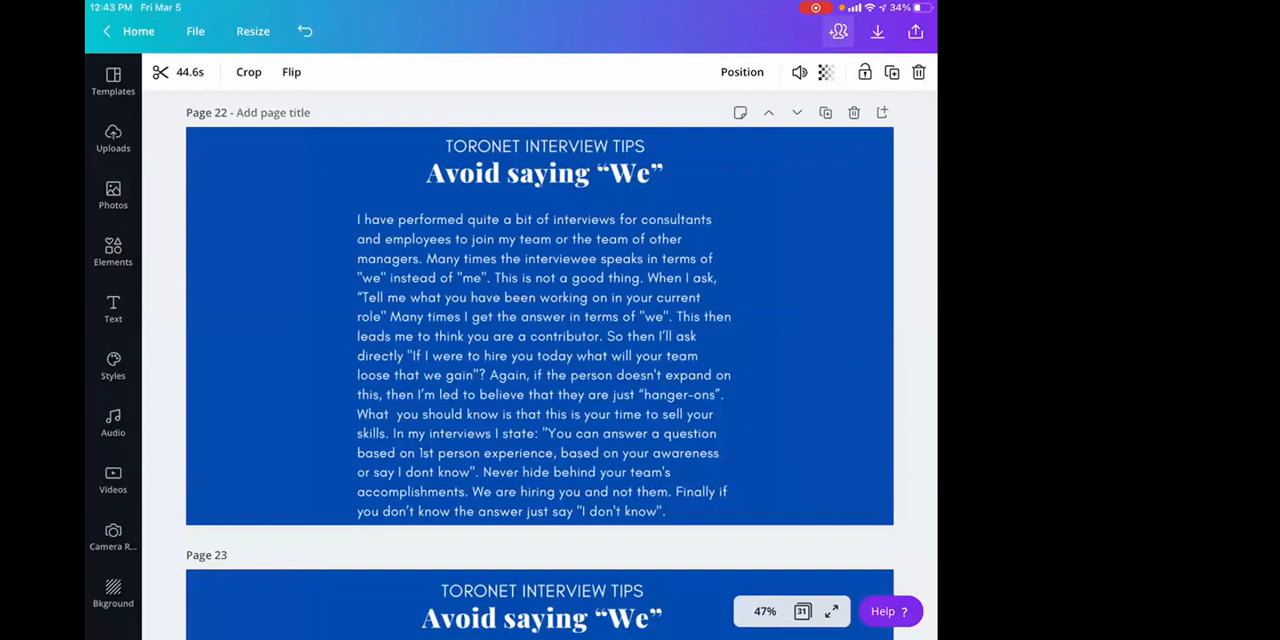 12:43 PM Fri Mar 5
34%
Home File Resize
44.6s Crop Flip Position
Templates
Uploads
Photos
Elements
Text
Styles
Audio
Videos
Camera R...
Bkground
Page 22 - Add page title
TORONET INTERVIEW TIPS
Avoid saying “We”
I have performed quite a bit of interviews for consultants
and employees to join my team or the team of other
managers. Many times the interviewee speaks in terms of
"we" instead of "me". This is not a good thing. When I ask,
“Tell me what you have been working on in your current
role" Many times I get the answer in terms of "we". This then
leads me to think you are a contributor. So then I’ll ask
directly "If I were to hire you today what will your team
loose that we gain"? Again, if the person doesn't expand on
this, then I’m led to believe that they are just “hanger-ons”.
What you should know is that this is your time to sell your
skills. In my interviews I state: "You can answer a question
based on 1st person experience, based on your awareness
or say I dont know". Never hide behind your team's
accomplishments. We are hiring you and not them. Finally if
you don’t know the answer just say "I don't know".
Page 23
TORONET INTERVIEW TIPS
Avoid saying “We”
47% 31 Help ?